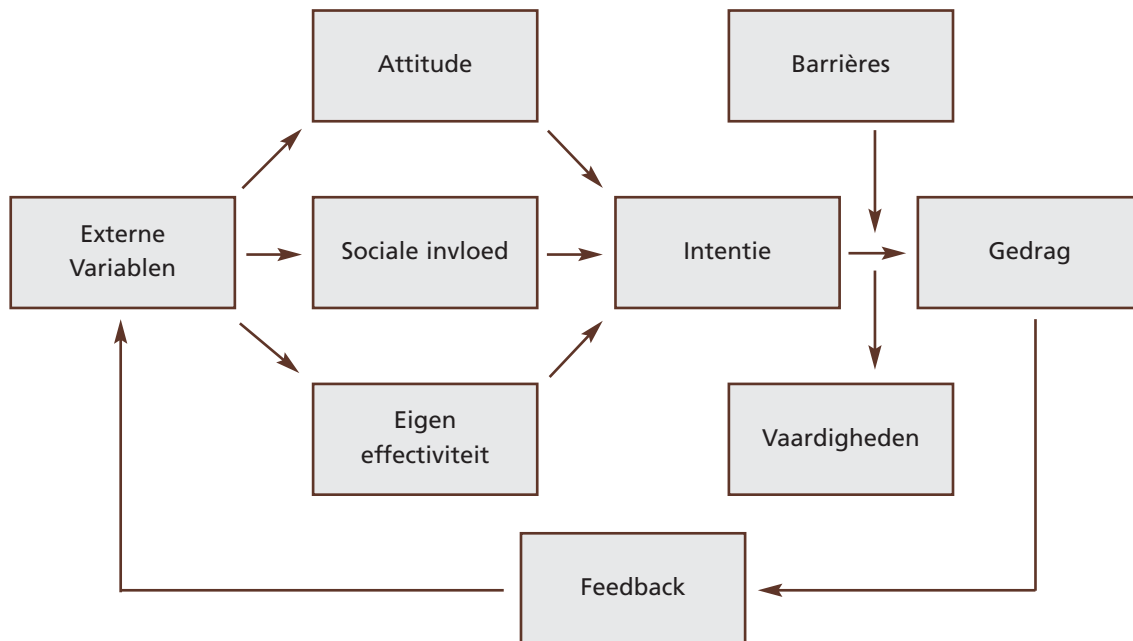 Attitude
Barrières
Externe
Variablen
Sociale invloed
Intentie
Gedrag
Eigen
effectiviteit
Vaardigheden
Feedback